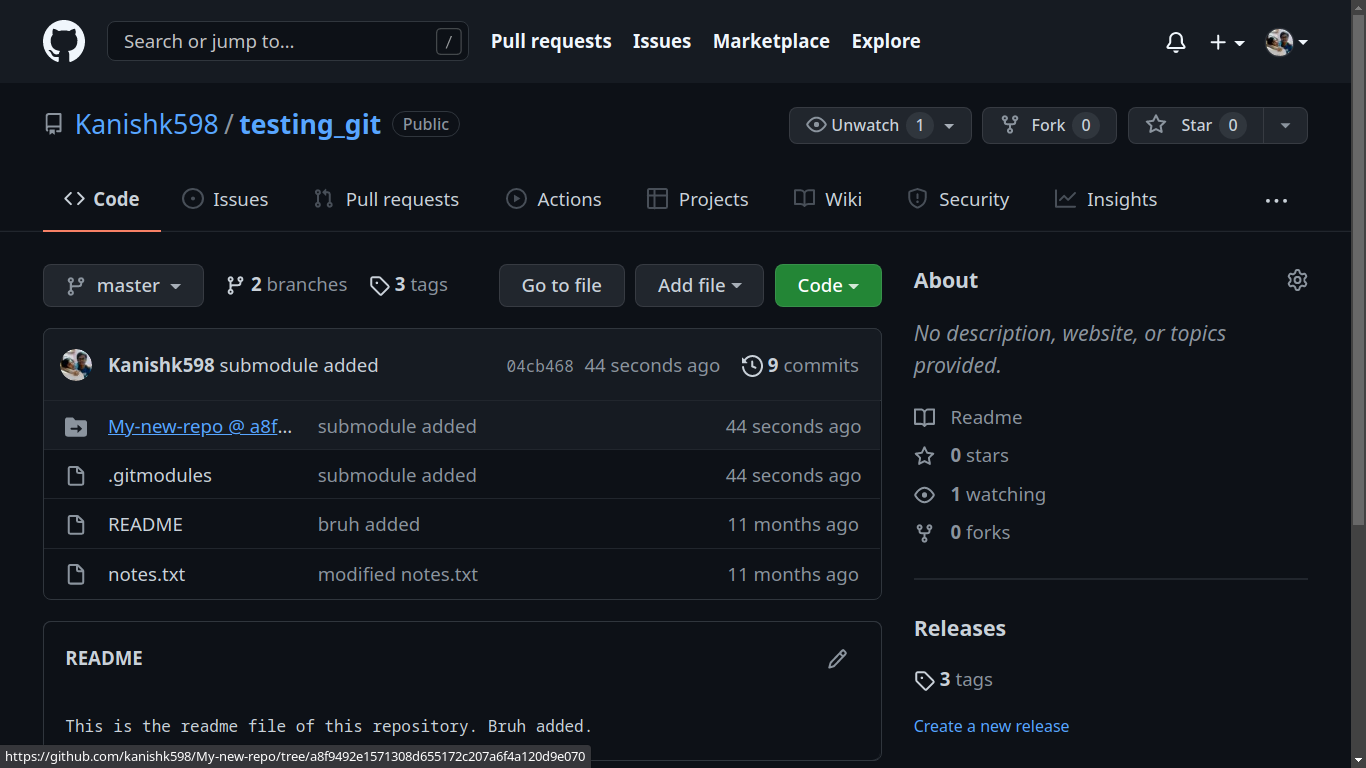 Search or jump to... / Pull requests Issues Marketplace Explore
Kanishk598 / testing_git Public Unwatch 1 Fork 0 Star 0
Code Issues Pull requests Actions Projects Wiki Security Insights ...
master 2 branches 3 tags Go to file Add file Code
Kanishk598 submodule added 04cb468 44 seconds ago 9 commits
My-new-repo @ a8f... submodule added 44 seconds ago
.gitmodules submodule added 44 seconds ago
README bruh added 11 months ago
notes.txt modified notes.txt 11 months ago
README
This is the readme file of this repository. Bruh added.
About
No description, website, or topics
provided.
Readme
0 stars
1 watching
0 forks
Releases
3 tags
Create a new release
https://github.com/kanishk598/My-new-repo/tree/a8f9492e1571308d655172c207a6f4a120d9e070